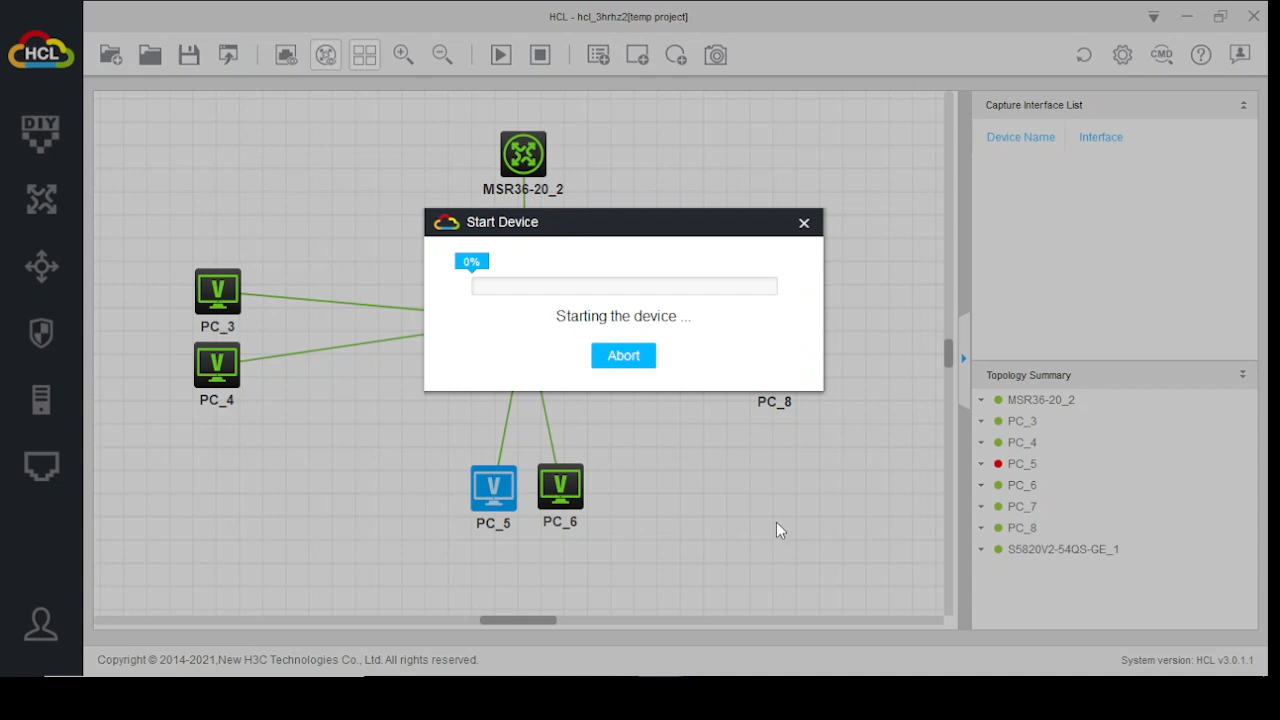 HCL - hcl_3hrhz2[temp project]
HCL
CMD
DIY
Capture Interface List
Device Name Interface
MSR36-20_2
Start Device
0%
Starting the device ...
Abort
V
PC_3
V
PC_4
PC_8
V
PC_5
V
PC_6
Topology Summary
MSR36-20_2
PC_3
PC_4
PC_5
PC_6
PC_7
PC_8
S5820V2-54QS-GE_1
Copyright © 2014-2021,New H3C Technologies Co., Ltd. All rights reserved.
System version: HCL v3.0.1.1